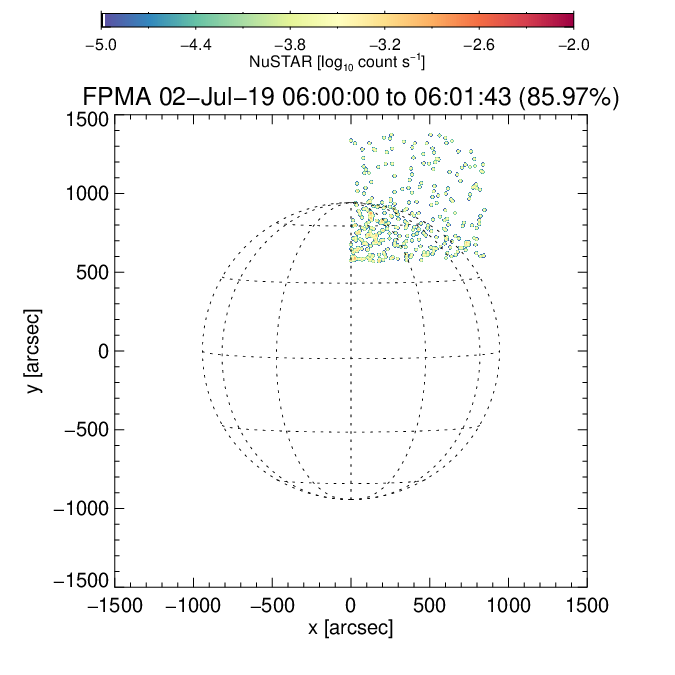 −5.0 −4.4 −3.8 −3.2 −2.6 −2.0
NuSTAR [log₁₀ count s⁻¹]
FPMA 02−Jul−19 06:00:00 to 06:01:43 (85.97%)
1500
1000
500
0
−500
−1000
−1500
y [arcsec]
−1500 −1000 −500 0 500 1000 1500
x [arcsec]